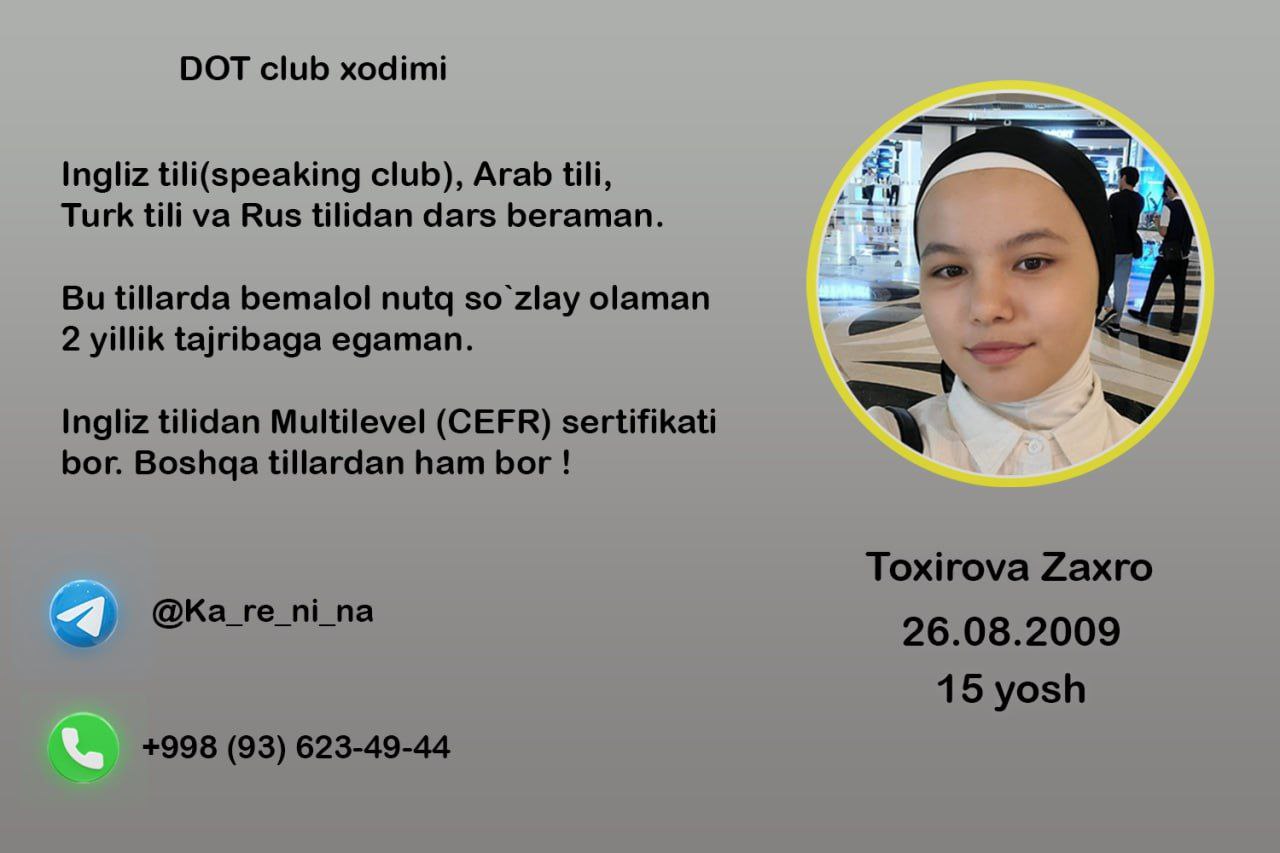 DOT club xodimi
Ingliz tili(speaking club), Arab tili,
Turk tili va Rus tilidan dars beraman.
Bu tillarda bemalol nutq so`zlay olaman
2 yillik tajribaga egaman.
Ingliz tilidan Multilevel (CEFR) sertifikati
bor. Boshqa tillardan ham bor !
@Ka_re_ni_na
+998 (93) 623-49-44
Toxirova Zaxro
26.08.2009
15 yosh